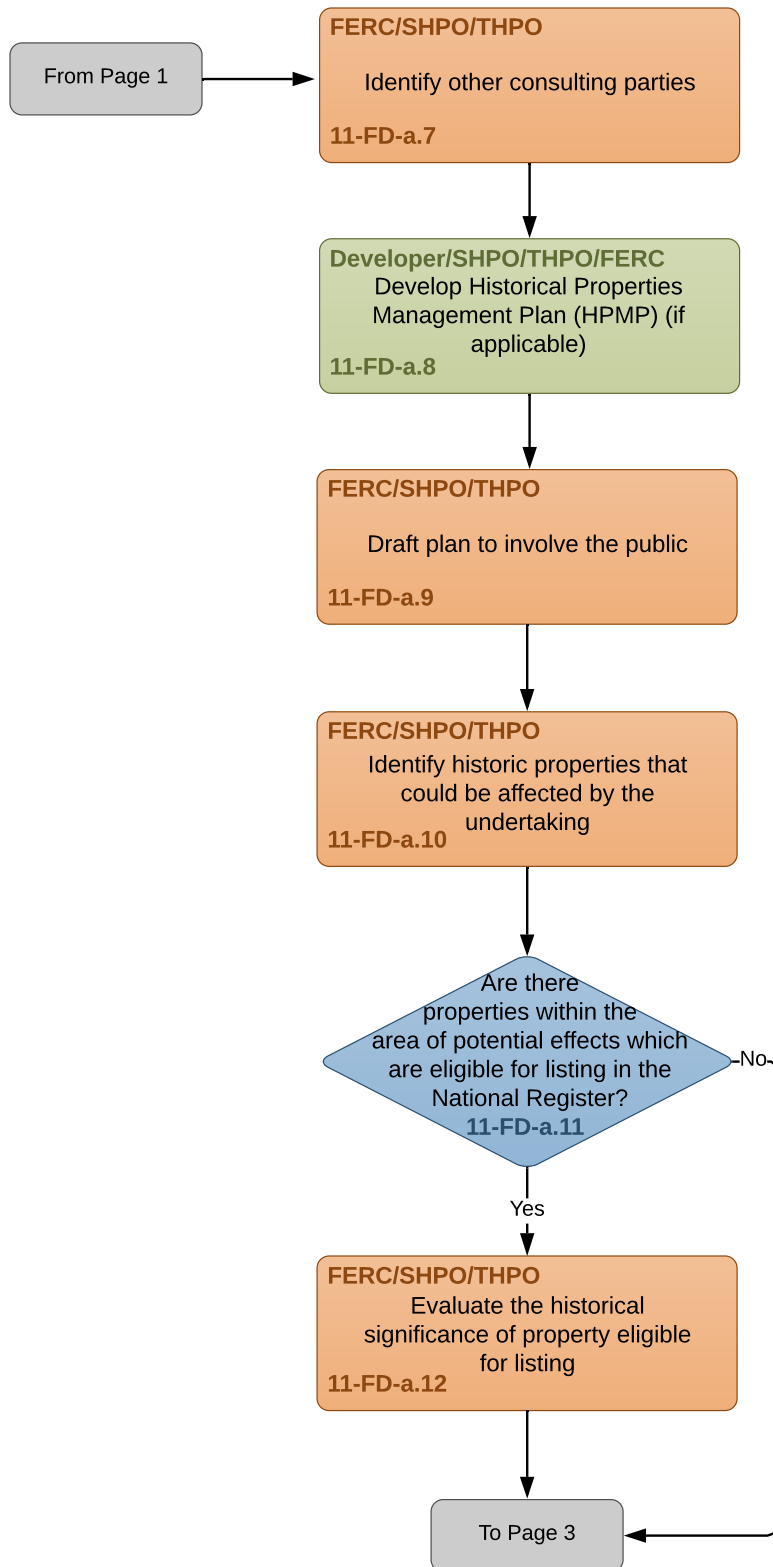 From Page 1
FERC/SHPO/THPO
Identify other consulting parties
11-FD-a.7
Developer/SHPO/THPO/FERC
Develop Historical Properties
Management Plan (HPMP) (if
applicable)
11-FD-a.8
FERC/SHPO/THPO
Draft plan to involve the public
11-FD-a.9
FERC/SHPO/THPO
Identify historic properties that
could be affected by the
undertaking
11-FD-a.10
Are there
properties within the
area of potential effects which
are eligible for listing in the
National Register?
11-FD-a.11
No
Yes
FERC/SHPO/THPO
Evaluate the historical
significance of property eligible
for listing
11-FD-a.12
To Page 3